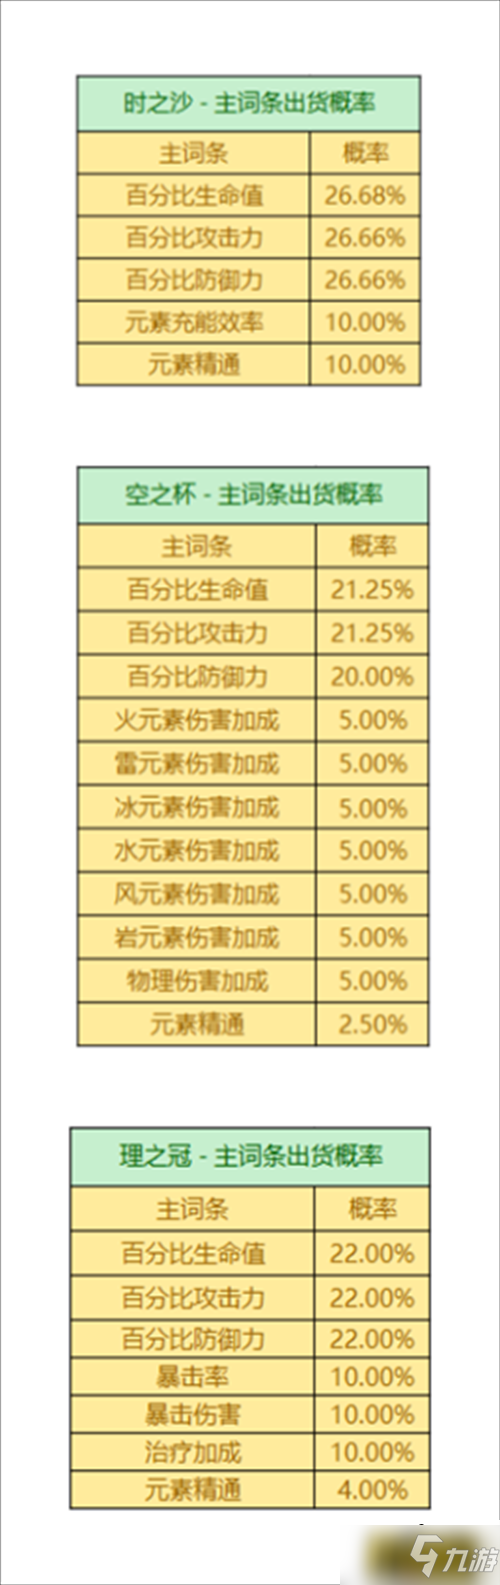 时之沙 - 主词条出货概率
主词条 概率
百分比生命值 26.68%
百分比攻击力 26.66%
百分比防御力 26.66%
元素充能效率 10.00%
元素精通 10.00%
空之杯 - 主词条出货概率
主词条 概率
百分比生命值 21.25%
百分比攻击力 21.25%
百分比防御力 20.00%
火元素伤害加成 5.00%
雷元素伤害加成 5.00%
冰元素伤害加成 5.00%
水元素伤害加成 5.00%
风元素伤害加成 5.00%
岩元素伤害加成 5.00%
物理伤害加成 5.00%
元素精通 2.50%
理之冠 - 主词条出货概率
主词条 概率
百分比生命值 22.00%
百分比攻击力 22.00%
百分比防御力 22.00%
暴击率 10.00%
暴击伤害 10.00%
治疗加成 10.00%
元素精通 4.00%
九游